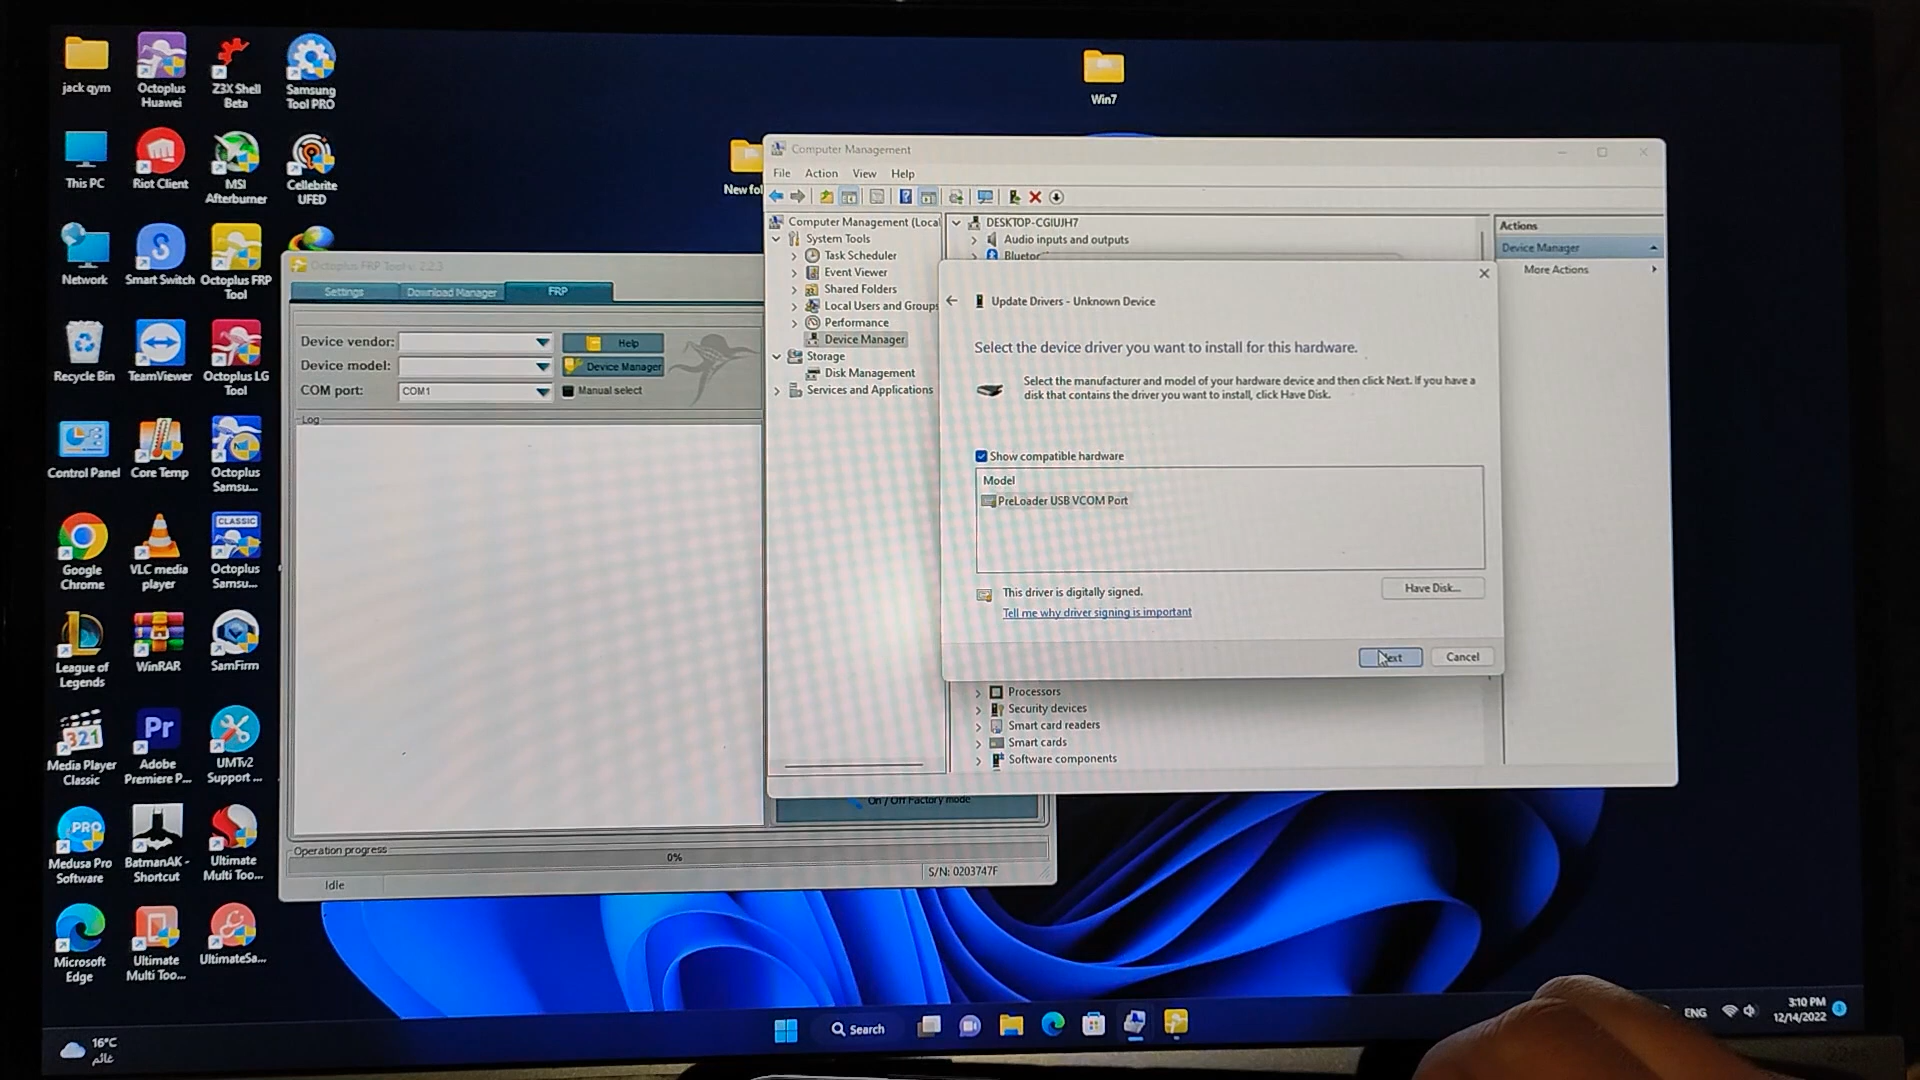 jack gym
Octoplus
Huawei
Z3X Shell
Beta
Samsung
Tool PRO
This PC
Riot Client
MSI
Afterburner
Cellebrite
UFED
Network
Smart Switch
Octoplus FRP
Tool
Recycle Bin
TeamViewer
Octoplus LG
Tool
Control Panel
Core Temp
Octoplus
Samsu...
Google
Chrome
VLC media
player
CLASSIC
Octoplus
Samsu...
League of
Legends
WinRAR
SamFirm
321
Media Player
Classic
Pr
Adobe
Premiere P...
UMTv2
Support ...
PRO
Medusa Pro
Software
BatmanAK -
Shortcut
Ultimate
Multi Too...
Microsoft
Edge
Ultimate
Multi Too...
UltimateSa...
Win7
New fol
Octoplus FRP Tool v. 2.2.3
Settings
Download Manager
FRP
Device vendor:
Help
Device model:
Device Manager
COM port:
COM1
Manual select
Log
On / Off Factory mode
Operation progress
0%
Idle
S/N: 0203747F
Computer Management
File Action View Help
Computer Management (Local
System Tools
Task Scheduler
Event Viewer
Shared Folders
Local Users and Groups
Performance
Device Manager
Storage
Disk Management
Services and Applications
DESKTOP-CGIUJH7
Audio inputs and outputs
Bluetoo
Actions
Device Manager
More Actions
Update Drivers - Unknown Device
Select the device driver you want to install for this hardware.
Select the manufacturer and model of your hardware device and then click Next. If you have a
disk that contains the driver you want to install, click Have Disk.
Show compatible hardware
Model
PreLoader USB VCOM Port
This driver is digitally signed.
Tell me why driver signing is important
Have Disk...
Next
Cancel
Processors
Security devices
Smart card readers
Smart cards
Software components
16°C
غائم
Search
ENG
3:10 PM
12/14/2022